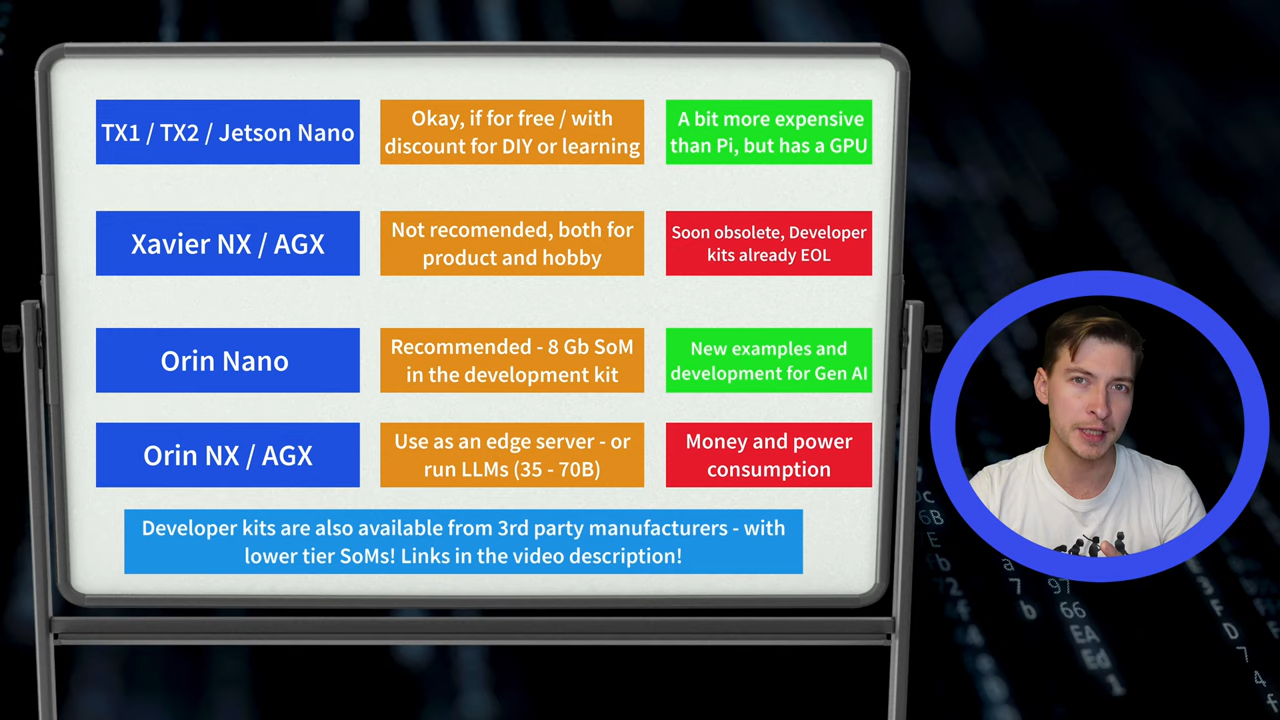 TX1 / TX2 / Jetson Nano
Okay, if for free / with
discount for DIY or learning
A bit more expensive
than Pi, but has a GPU
Xavier NX / AGX
Not recomended, both for
product and hobby
Soon obsolete, Developer
kits already EOL
Orin Nano
Recommended - 8 Gb SoM
in the development kit
New examples and
development for Gen AI
Orin NX / AGX
Use as an edge server - or
run LLMs (35 - 70B)
Money and power
consumption
Developer kits are also available from 3rd party manufacturers - with
lower tier SoMs! Links in the video description!